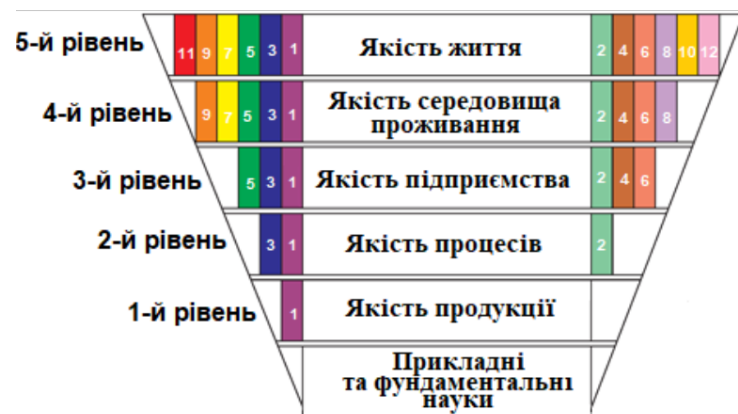 5-й рівень 11 9 7 5 3 1 Якість життя 2 4 6 8 10 12
4-й рівень 9 7 5 3 1 Якість середовища проживання 2 4 6 8
3-й рівень 5 3 1 Якість підприємства 2 4 6
2-й рівень 3 1 Якість процесів 2
1-й рівень 1 Якість продукції
Прикладні
та фундаментальні
науки